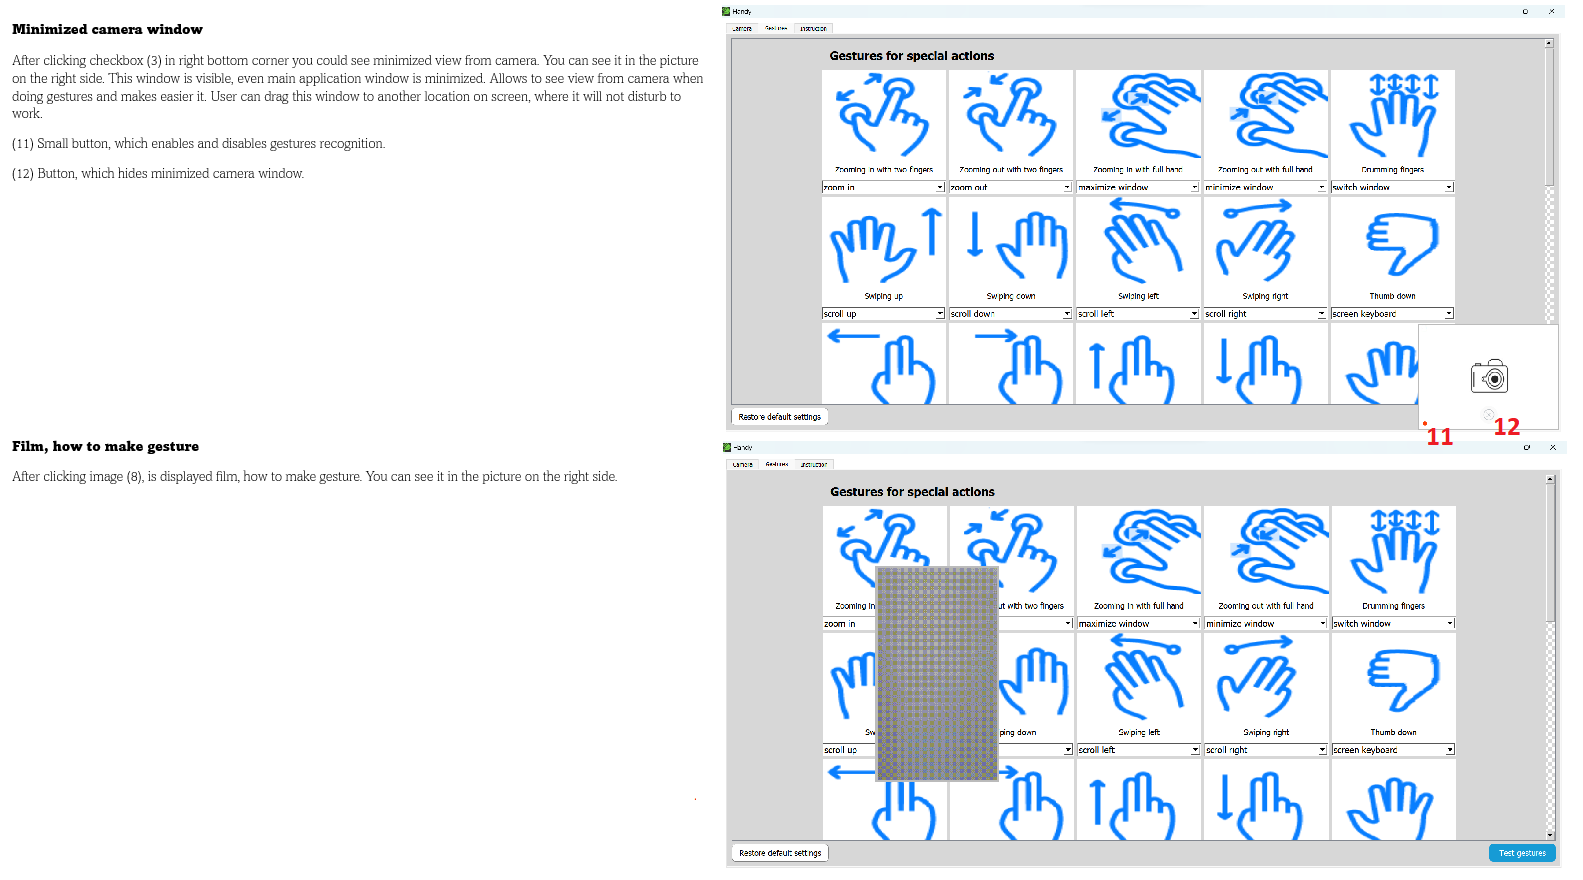 Minimized camera window
After clicking checkbox (3) in right bottom corner you could see minimized view from camera. You can see it in the picture
on the right side. This window is visible, even main application window is minimized. Allows to see view from camera when
doing gestures and makes easier it. User can drag this window to another location on screen, where it will not disturb to
work.
(11) Small button, which enables and disables gestures recognition.
(12) Button, which hides minimized camera window.
Handy
Camera Gestures Instruction
Gestures for special actions
Zooming in with two fingers Zooming out with two fingers Zooming in with full hand Zooming out with full hand Drumming fingers
zoom in zoom out maximize window minimize window switch window
Swiping up Swiping down Swiping left Swiping right Thumb down
scroll up scroll down scroll left scroll right screen keyboard
Restore default settings
11 12
Film, how to make gesture
After clicking image (8), is displayed film, how to make gesture. You can see it in the picture on the right side.
Handy
Camera Gestures Instruction
Gestures for special actions
Zooming in ut with two fingers Zooming in with full hand Zooming out with full hand Drumming fingers
zoom in maximize window minimize window switch window
Sw ping down Swiping left Swiping right Thumb down
scroll up scroll left scroll right screen keyboard
Restore default settings Test gestures